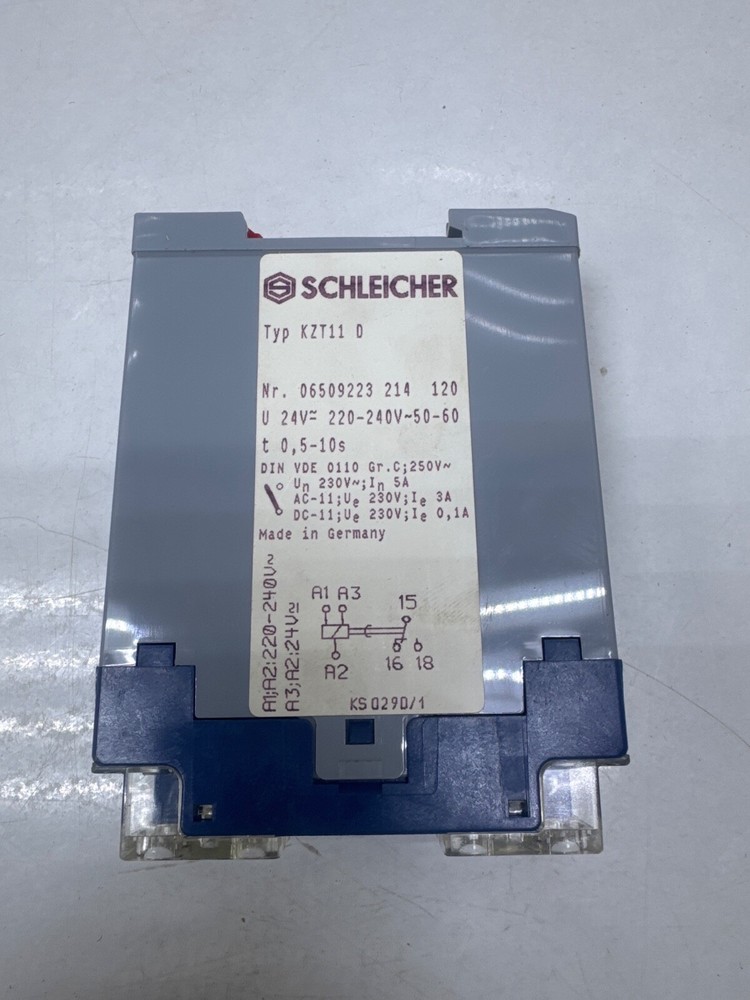 SCHLEICHER
Typ KZT11 D
Nr. 06509223 214 120
U 24V≂ 220-240V~50-60
t 0,5-10s
DIN VDE 0110 Gr.C;250V~
Un 230V~;In 5A
AC-11;Ue 230V;Ie 3A
DC-11;Ue 230V;Ie 0,1A
Made in Germany
A1;A2:220-240V~
A3;A2:24V≂
A1 A3
15
A2
16 18
KS029D/1